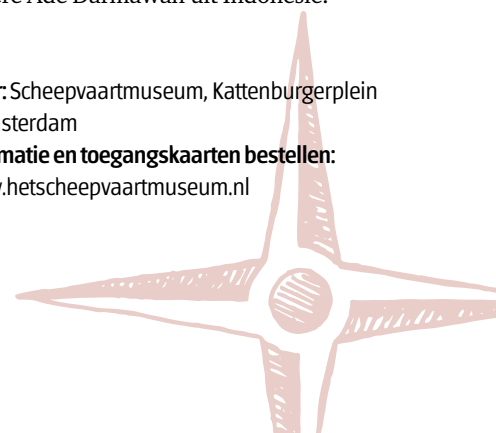 Ade Darmawan uit Indonesië.
: Scheepvaartmuseum, Kattenburgerplein
sterdam
matie en toegangskaarten bestellen:
.hetscheepvaartmuseum.nl